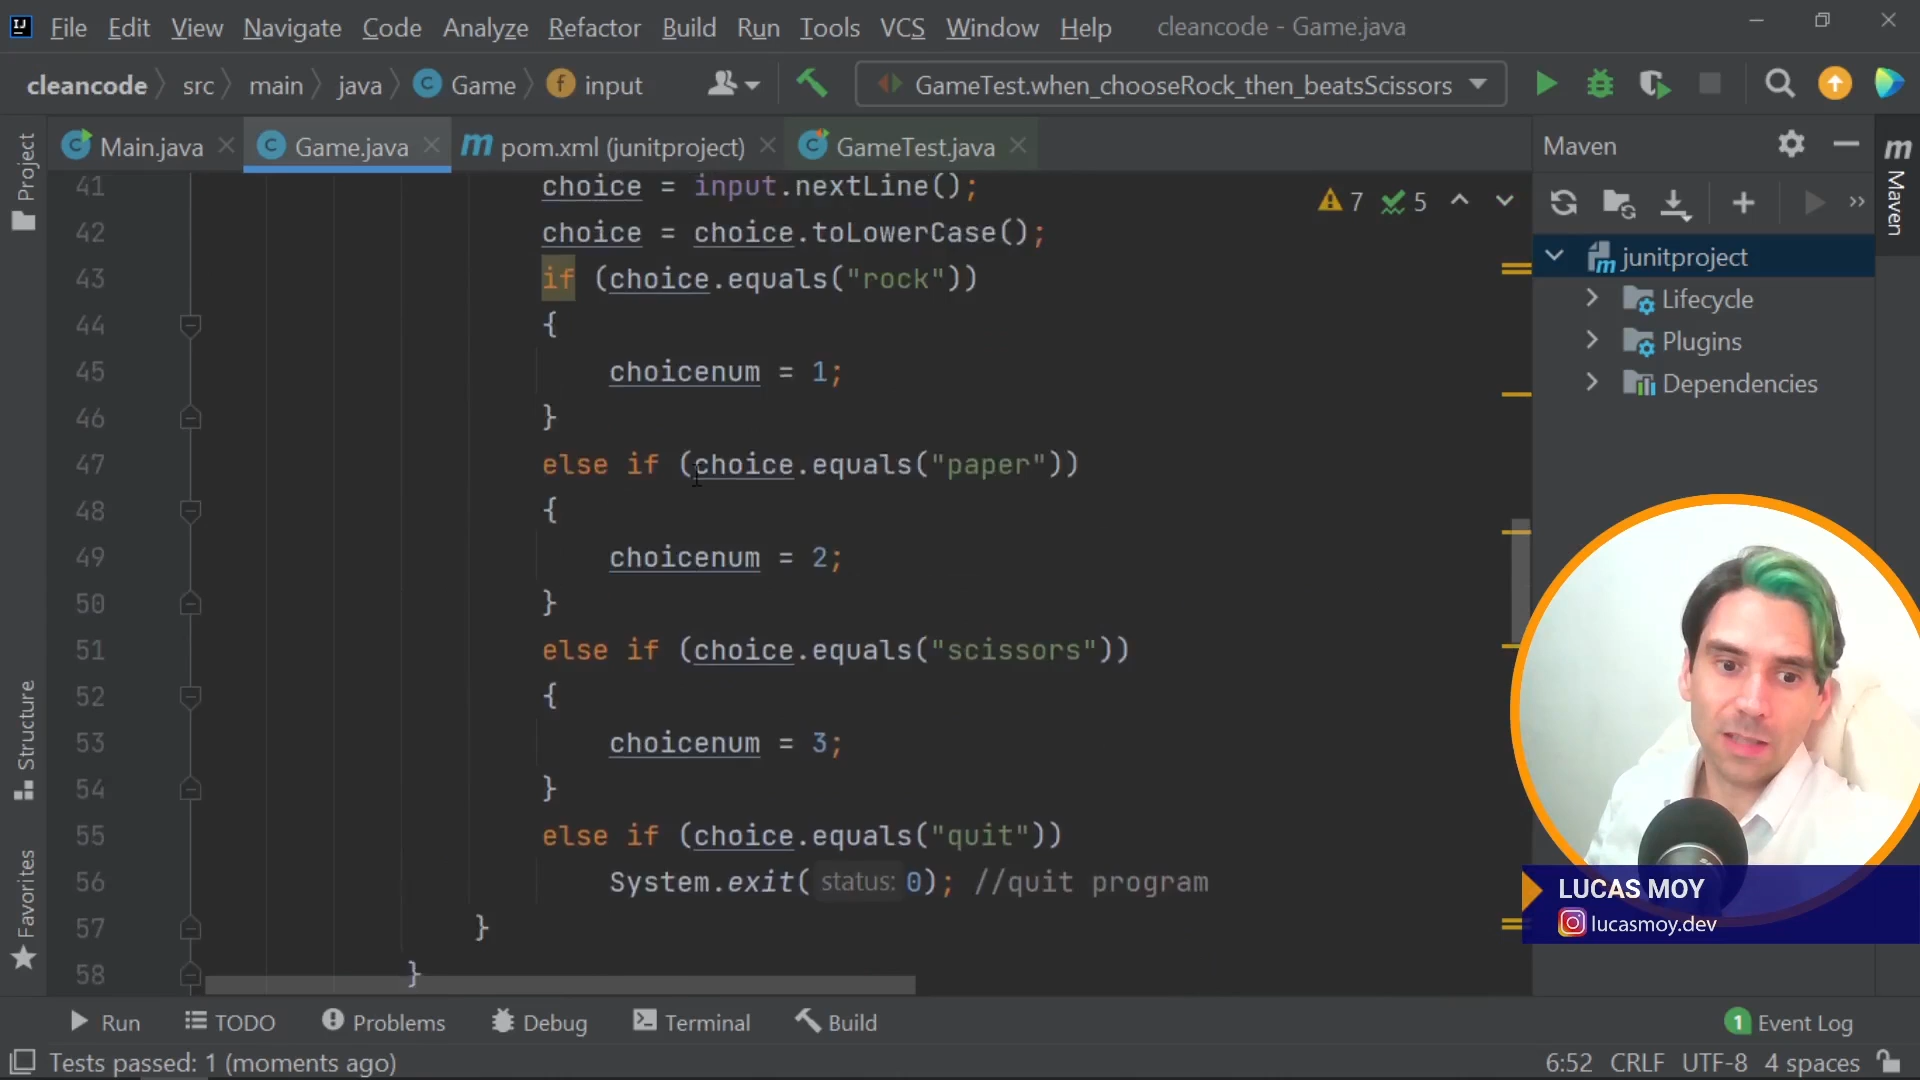 File Edit View Navigate Code Analyze Refactor Build Run Tools VCS Window Help cleancode - Game.java
cleancode src main java Game input GameTest.when_chooseRock_then_beatsScissors
Main.java Game.java pom.xml (junitproject) GameTest.java
Maven
7 5
junitproject
Lifecycle
Plugins
Dependencies
Maven
Project
Structure
Favorites
41 choice = input.nextLine();
42 choice = choice.toLowerCase();
43 if (choice.equals("rock"))
44 {
45 choicenum = 1;
46 }
47 else if (choice.equals("paper"))
48 {
49 choicenum = 2;
50 }
51 else if (choice.equals("scissors"))
52 {
53 choicenum = 3;
54 }
55 else if (choice.equals("quit"))
56 System.exit( status: 0); //quit program
57 }
58 }
LUCAS MOY
lucasmoy.dev
Run TODO Problems Debug Terminal Build 1 Event Log
Tests passed: 1 (moments ago) 6:52 CRLF UTF-8 4 spaces